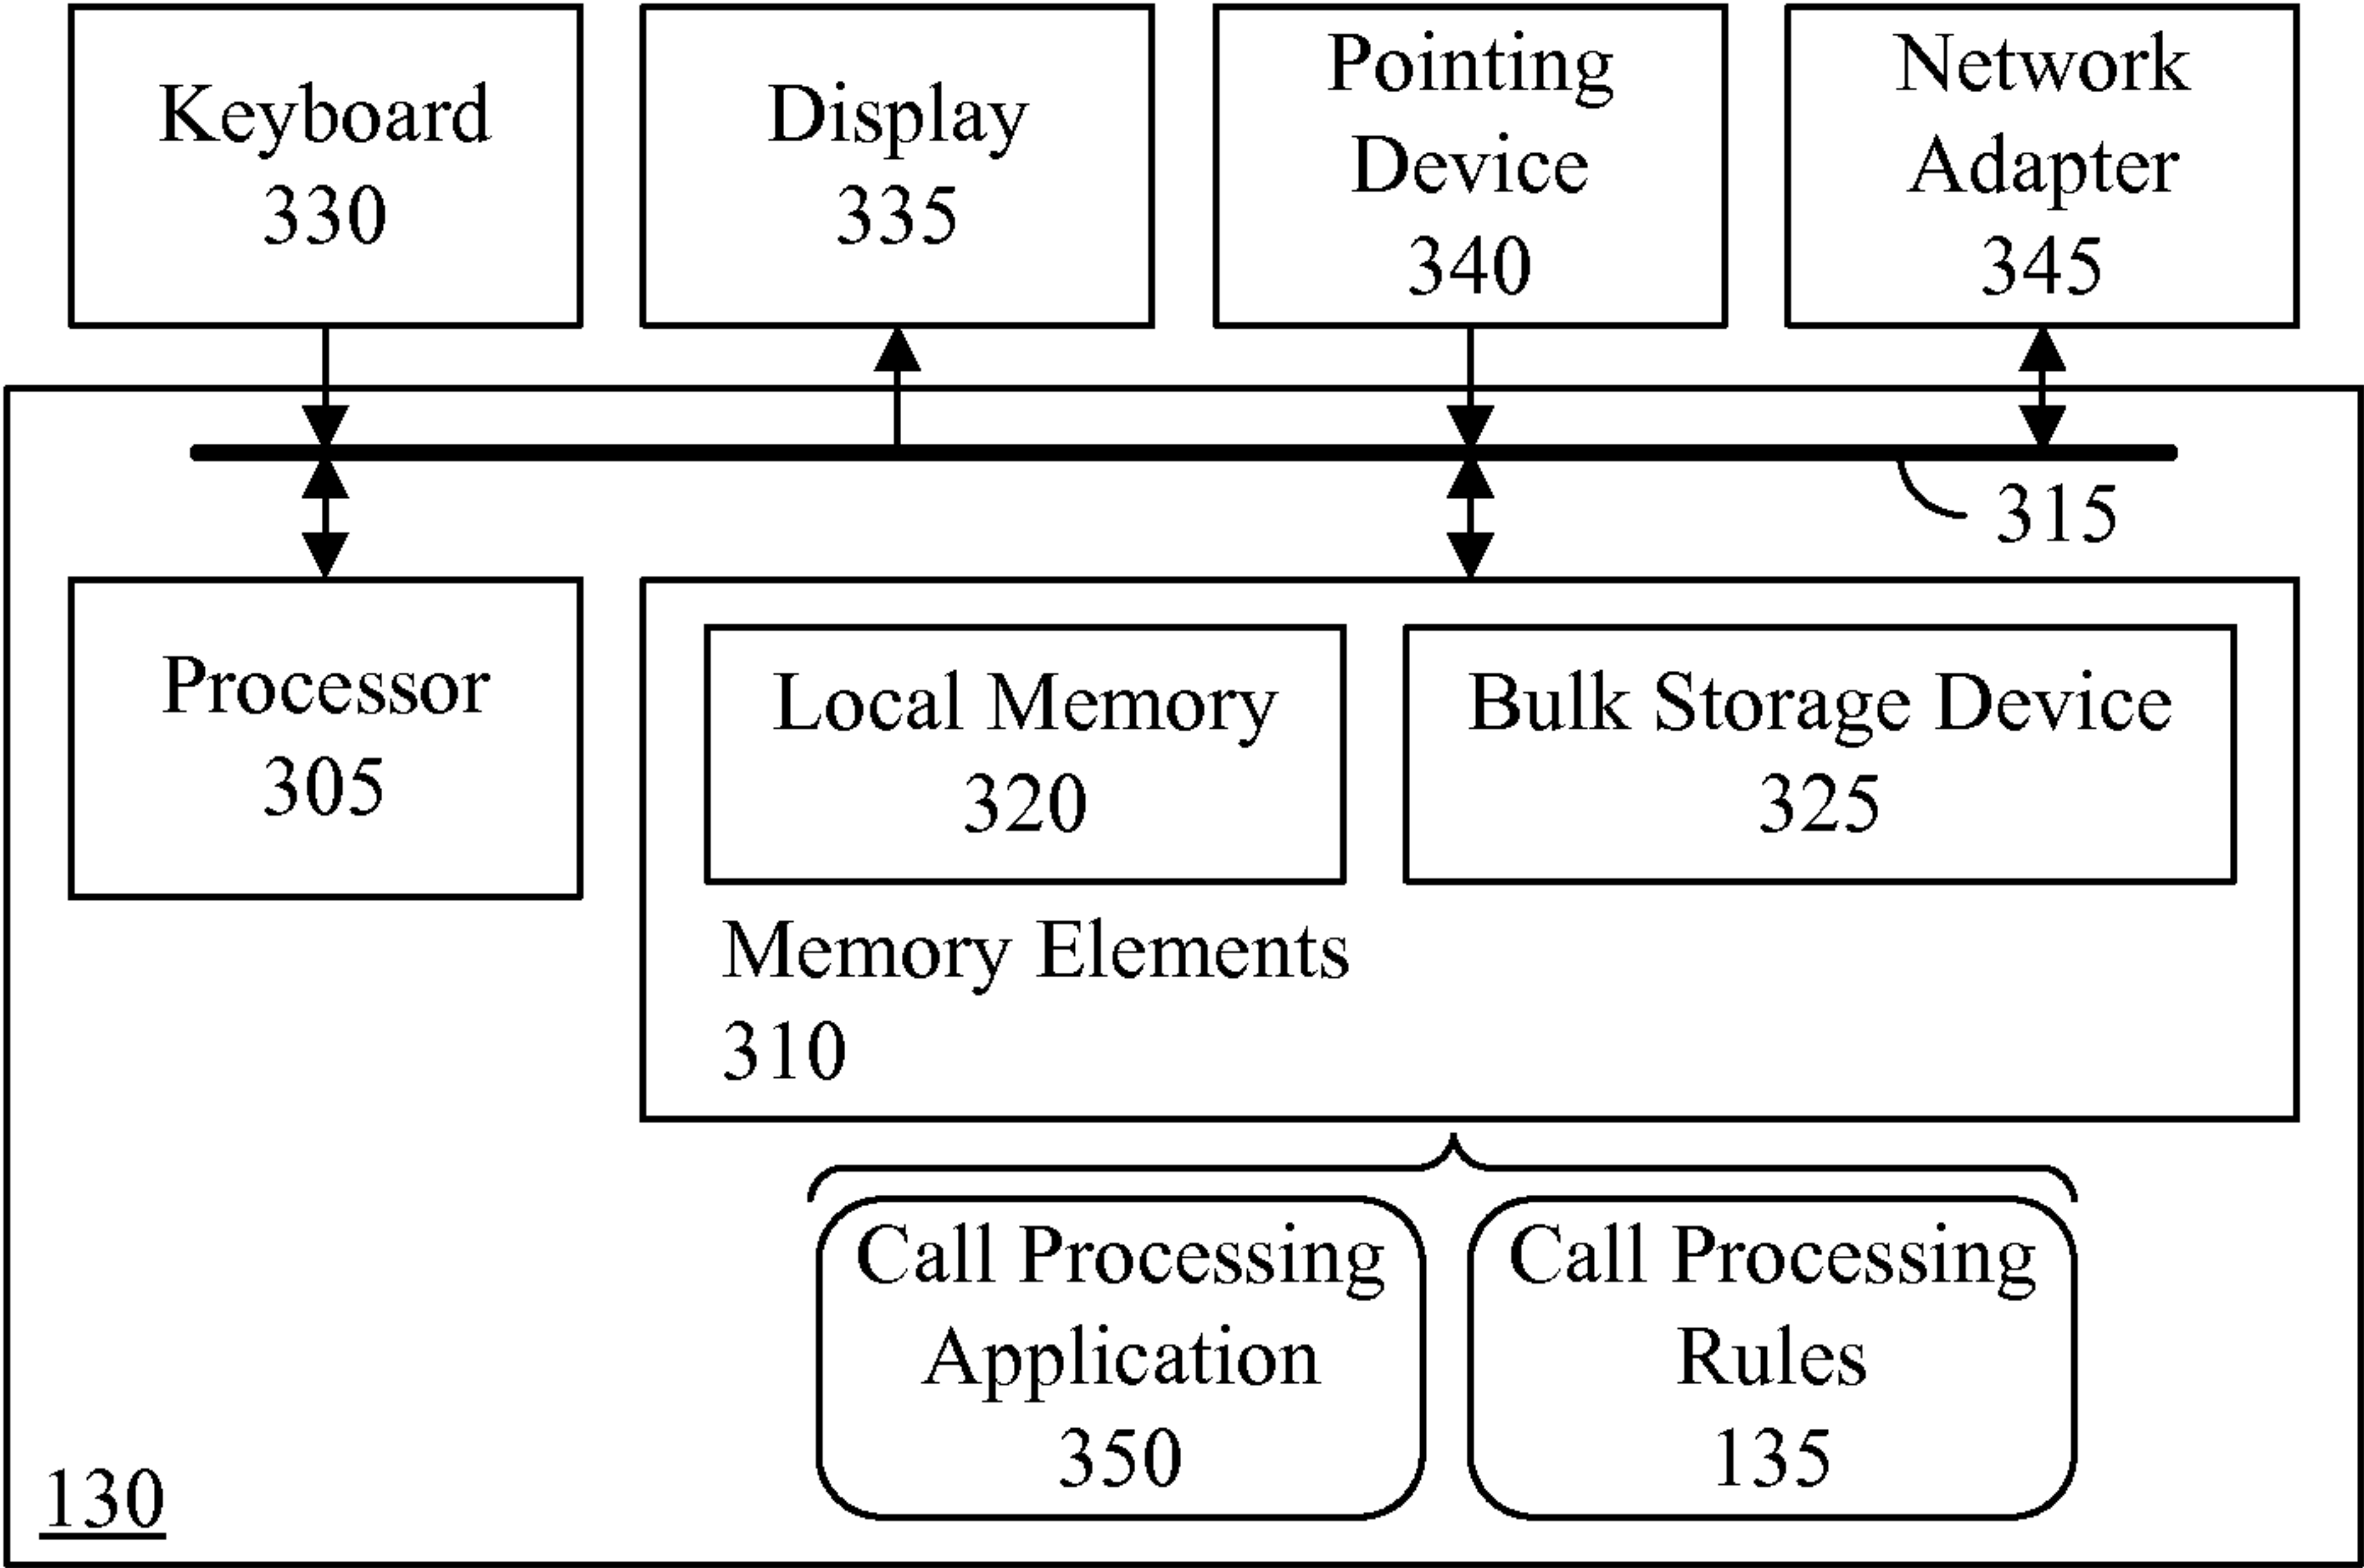 Keyboard
330
Display
335
Pointing
Device
340
Network
Adapter
345
315
Processor
305
Local Memory
320
Bulk Storage Device
325
Memory Elements
310
Call Processing
Application
350
Call Processing
Rules
135
130